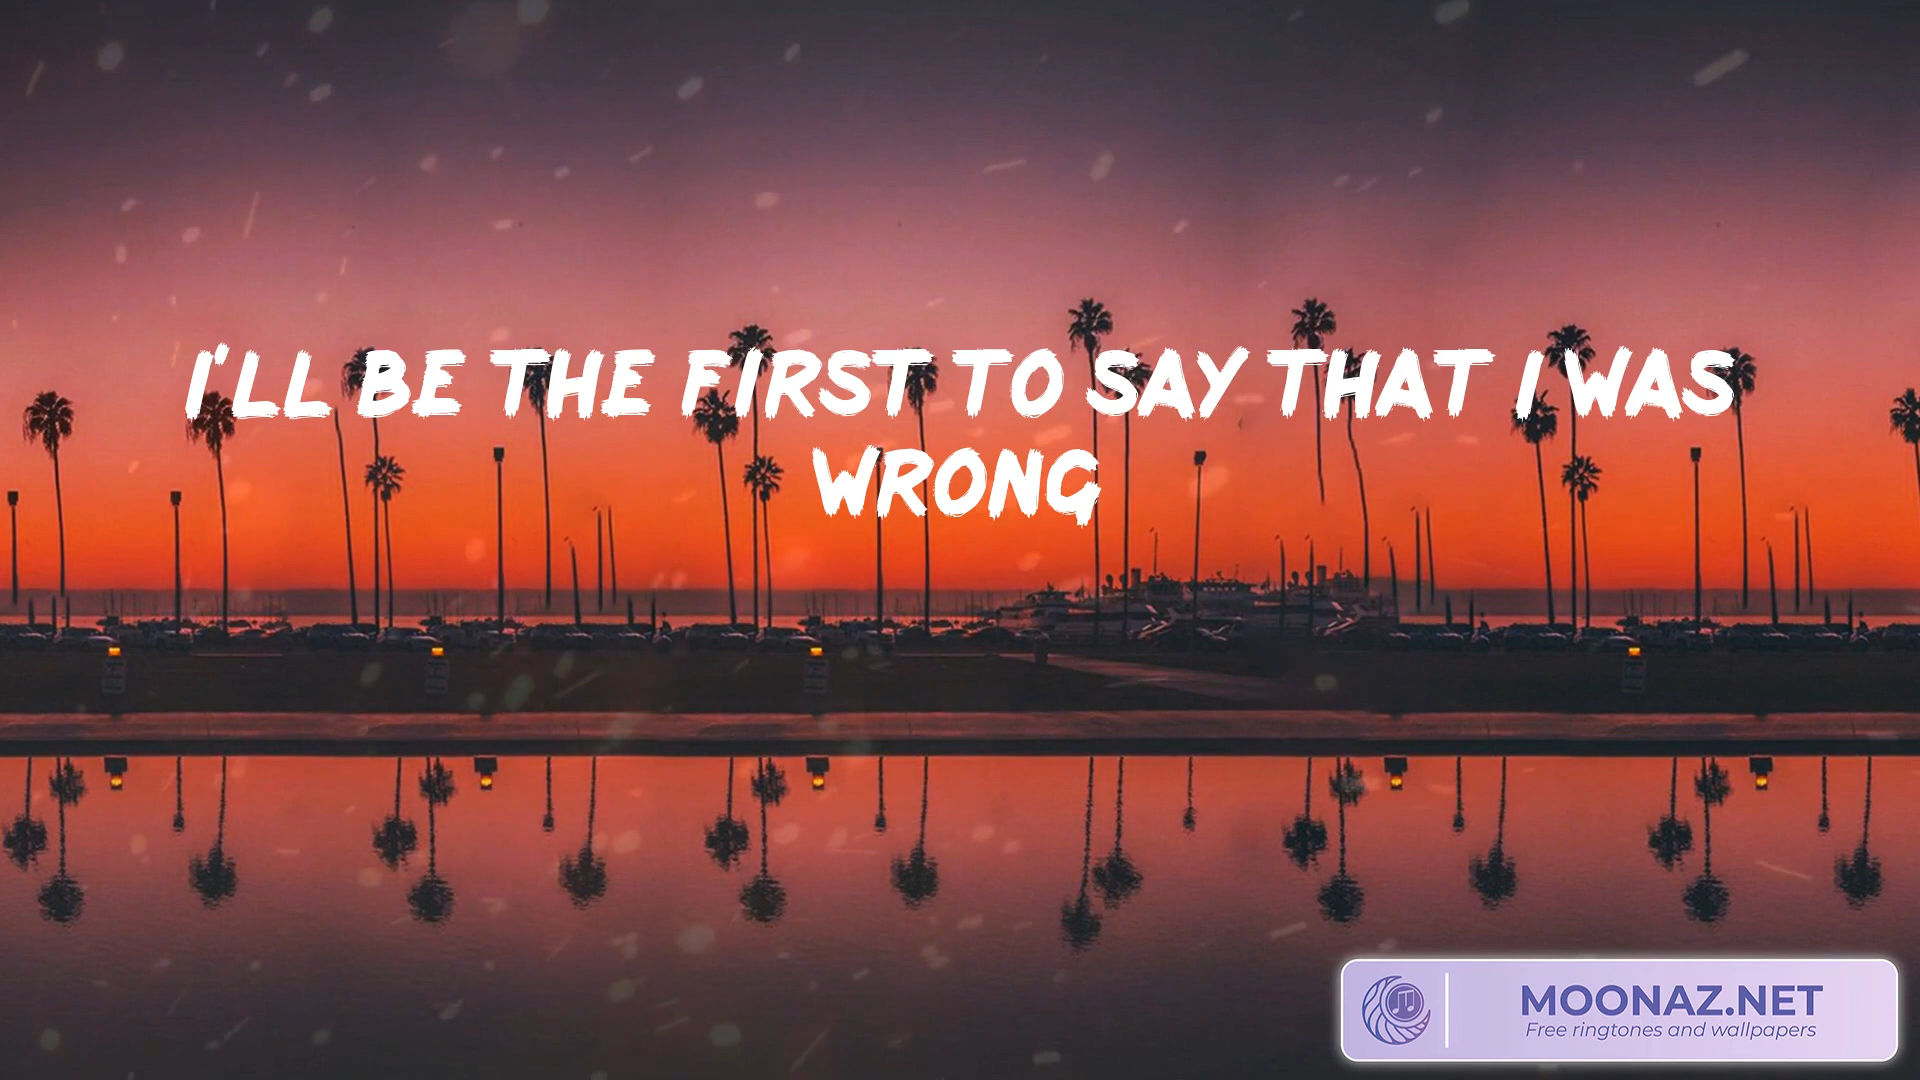 I'LL BE THE FIRST TO SAY THAT I WAS
WRONG
MOONAZ.NET
Free ringtones and wallpapers